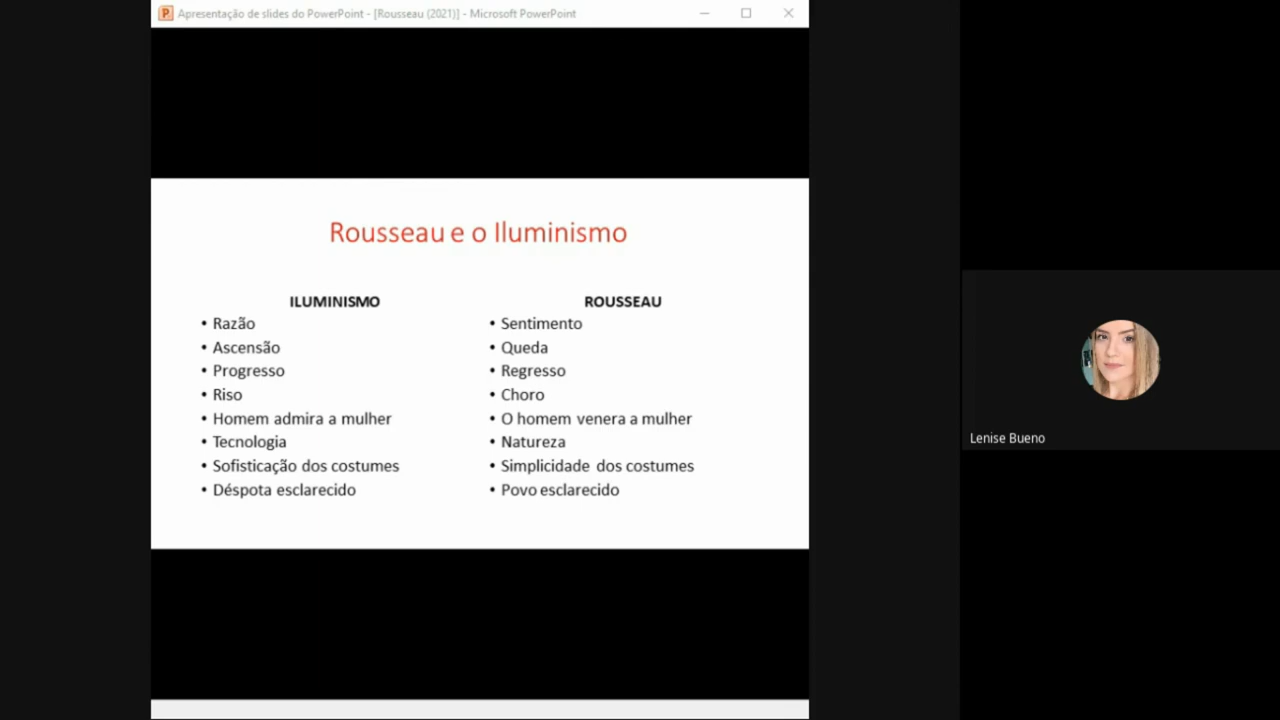 Apresentação de slides do PowerPoint - [Rousseau (2021)] - Microsoft PowerPoint
Rousseau e o Iluminismo
ILUMINISMO
• Razão
• Ascensão
• Progresso
• Riso
• Homem admira a mulher
• Tecnologia
• Sofisticação dos costumes
• Déspota esclarecido
ROUSSEAU
• Sentimento
• Queda
• Regresso
• Choro
• O homem venera a mulher
• Natureza
• Simplicidade dos costumes
• Povo esclarecido
Lenise Bueno